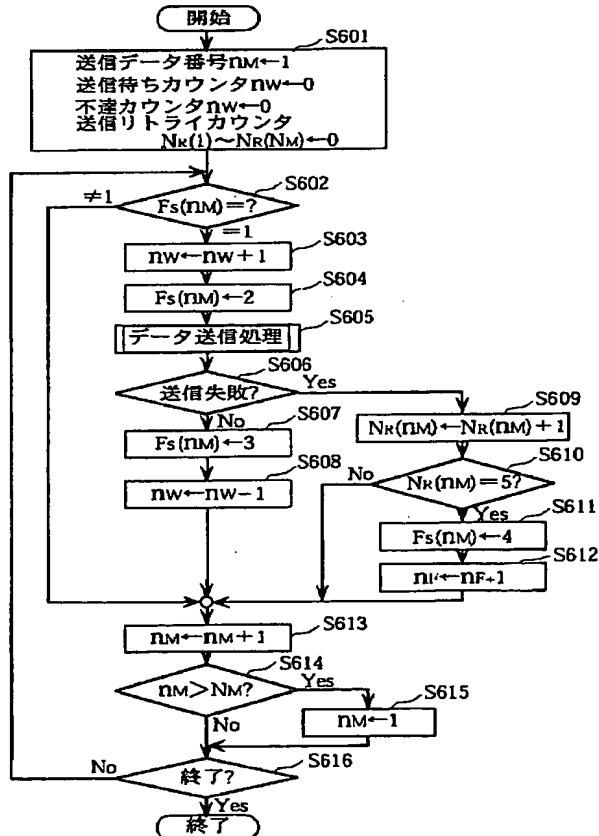 開始
S601
送信データ番号nM←1
送信待ちカウンタnW←0
不達カウンタnW←0
送信リトライカウンタ
NR(1)~NR(NM)←0
S602
≠1
Fs(nM)=?
=1
S603
nW←nW+1
S604
Fs(nM)←2
S605
データ送信処理
S606
送信失敗?
Yes
No
S607
Fs(nM)←3
S608
nW←nW-1
S609
NR(nM)←NR(nM)+1
S610
No
NR(nM)=5?
Yes
S611
Fs(nM)←4
S612
nF←nF+1
S613
nM←nM+1
S614
nM>NM?
Yes
S615
nM←1
No
S616
No
終了?
Yes
終了